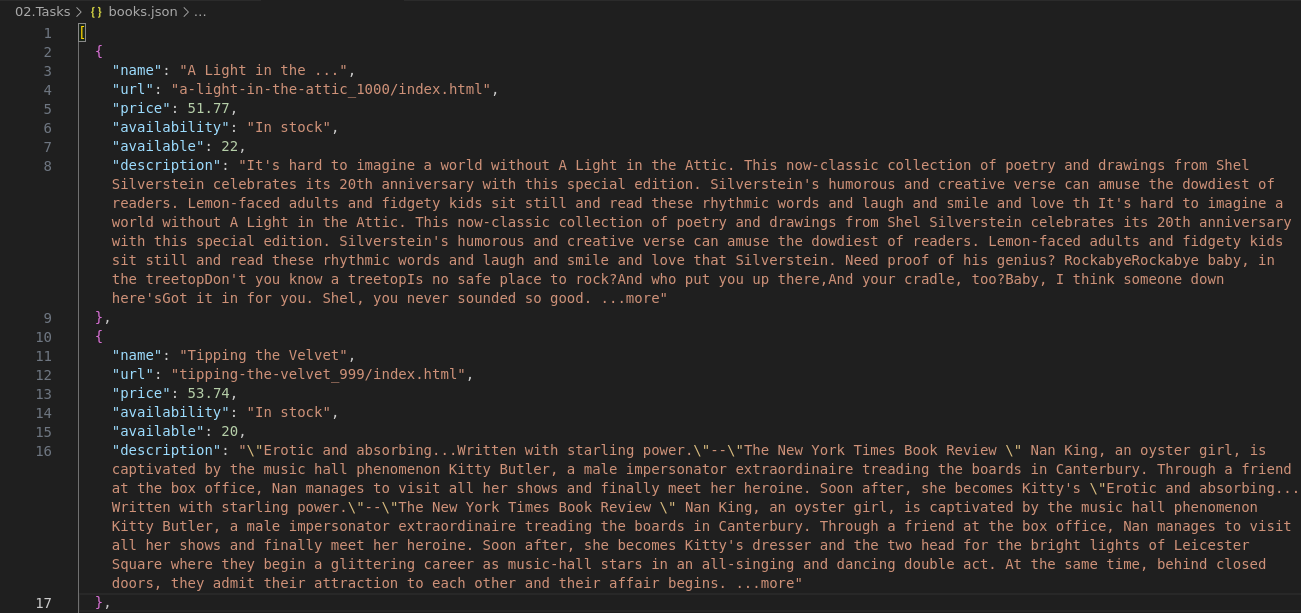 02.Tasks > {} books.json > ...
1 [
2 {
3 "name": "A Light in the ...",
4 "url": "a-light-in-the-attic_1000/index.html",
5 "price": 51.77,
6 "availability": "In stock",
7 "available": 22,
8 "description": "It's hard to imagine a world without A Light in the Attic. This now-classic collection of poetry and drawings from Shel
Silverstein celebrates its 20th anniversary with this special edition. Silverstein's humorous and creative verse can amuse the dowdiest of
readers. Lemon-faced adults and fidgety kids sit still and read these rhythmic words and laugh and smile and love th It's hard to imagine a
world without A Light in the Attic. This now-classic collection of poetry and drawings from Shel Silverstein celebrates its 20th anniversary
with this special edition. Silverstein's humorous and creative verse can amuse the dowdiest of readers. Lemon-faced adults and fidgety kids
sit still and read these rhythmic words and laugh and smile and love that Silverstein. Need proof of his genius? RockabyeRockabye baby, in
the treetopDon't you know a treetopIs no safe place to rock?And who put you up there,And your cradle, too?Baby, I think someone down
here'sGot it in for you. Shel, you never sounded so good. ...more"
9 },
10 {
11 "name": "Tipping the Velvet",
12 "url": "tipping-the-velvet_999/index.html",
13 "price": 53.74,
14 "availability": "In stock",
15 "available": 20,
16 "description": "\"Erotic and absorbing...Written with starling power.\"--\"The New York Times Book Review \" Nan King, an oyster girl, is
captivated by the music hall phenomenon Kitty Butler, a male impersonator extraordinaire treading the boards in Canterbury. Through a friend
at the box office, Nan manages to visit all her shows and finally meet her heroine. Soon after, she becomes Kitty's \"Erotic and absorbing...
Written with starling power.\"--\"The New York Times Book Review \" Nan King, an oyster girl, is captivated by the music hall phenomenon
Kitty Butler, a male impersonator extraordinaire treading the boards in Canterbury. Through a friend at the box office, Nan manages to visit
all her shows and finally meet her heroine. Soon after, she becomes Kitty's dresser and the two head for the bright lights of Leicester
Square where they begin a glittering career as music-hall stars in an all-singing and dancing double act. At the same time, behind closed
doors, they admit their attraction to each other and their affair begins. ...more"
17 },